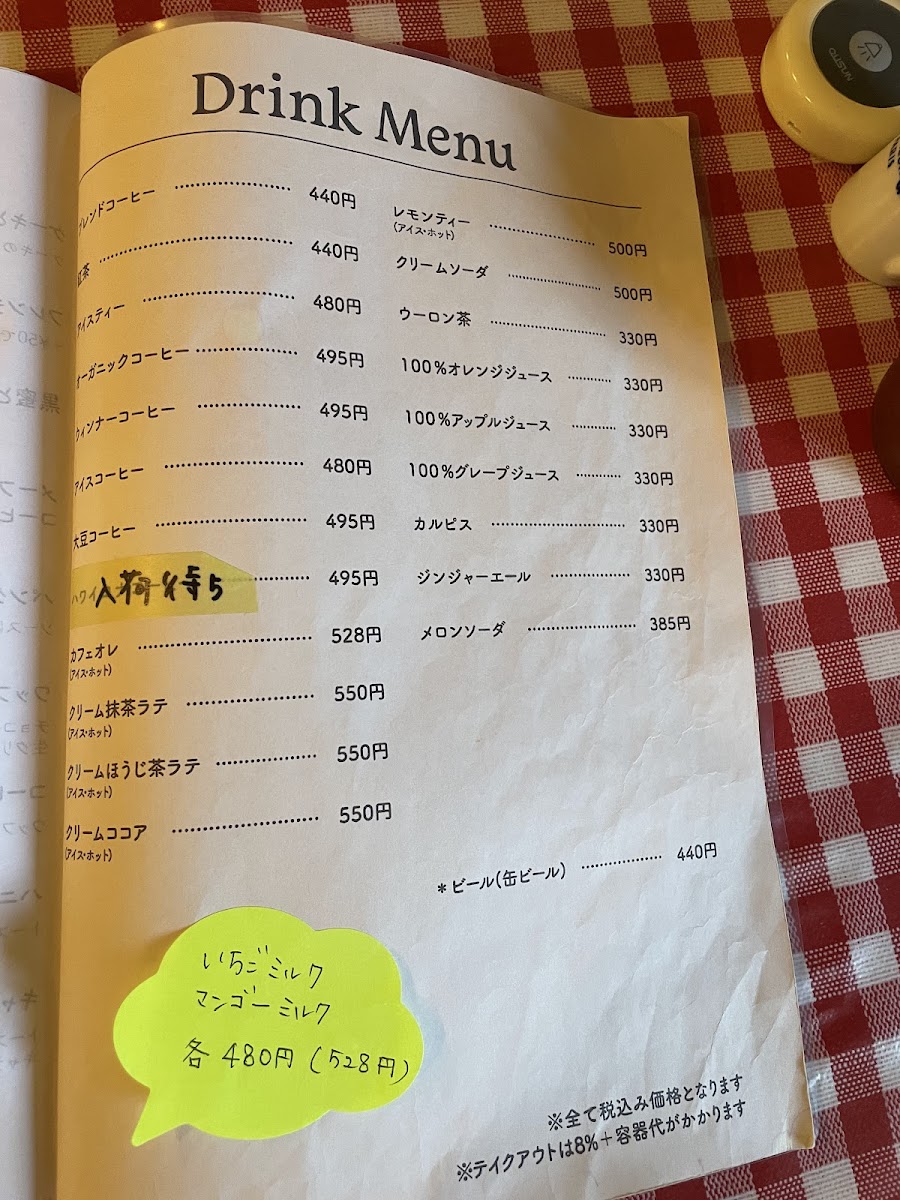 Drink Menu
ブレンドコーヒー 440円
紅茶 440円
アイスティー 480円
オーガニックコーヒー 495円
ウィンナーコーヒー 495円
アイスコーヒー 480円
大豆コーヒー 495円
入荷待ち 495円
カフェオレ 528円
(アイス・ホット)
クリーム抹茶ラテ 550円
(アイス・ホット)
クリームほうじ茶ラテ 550円
(アイス・ホット)
クリームココア 550円
(アイス・ホット)
レモンティー 500円
(アイス・ホット)
クリームソーダ 500円
ウーロン茶 330円
100%オレンジジュース 330円
100%アップルジュース 330円
100%グレープジュース 330円
カルピス 330円
ジンジャーエール 330円
メロンソーダ 385円
*ビール(缶ビール) 440円
いちごミルク
マンゴーミルク
各 480円(528円)
※全て税込み価格となります
※テイクアウトは8%+容器代がかかります